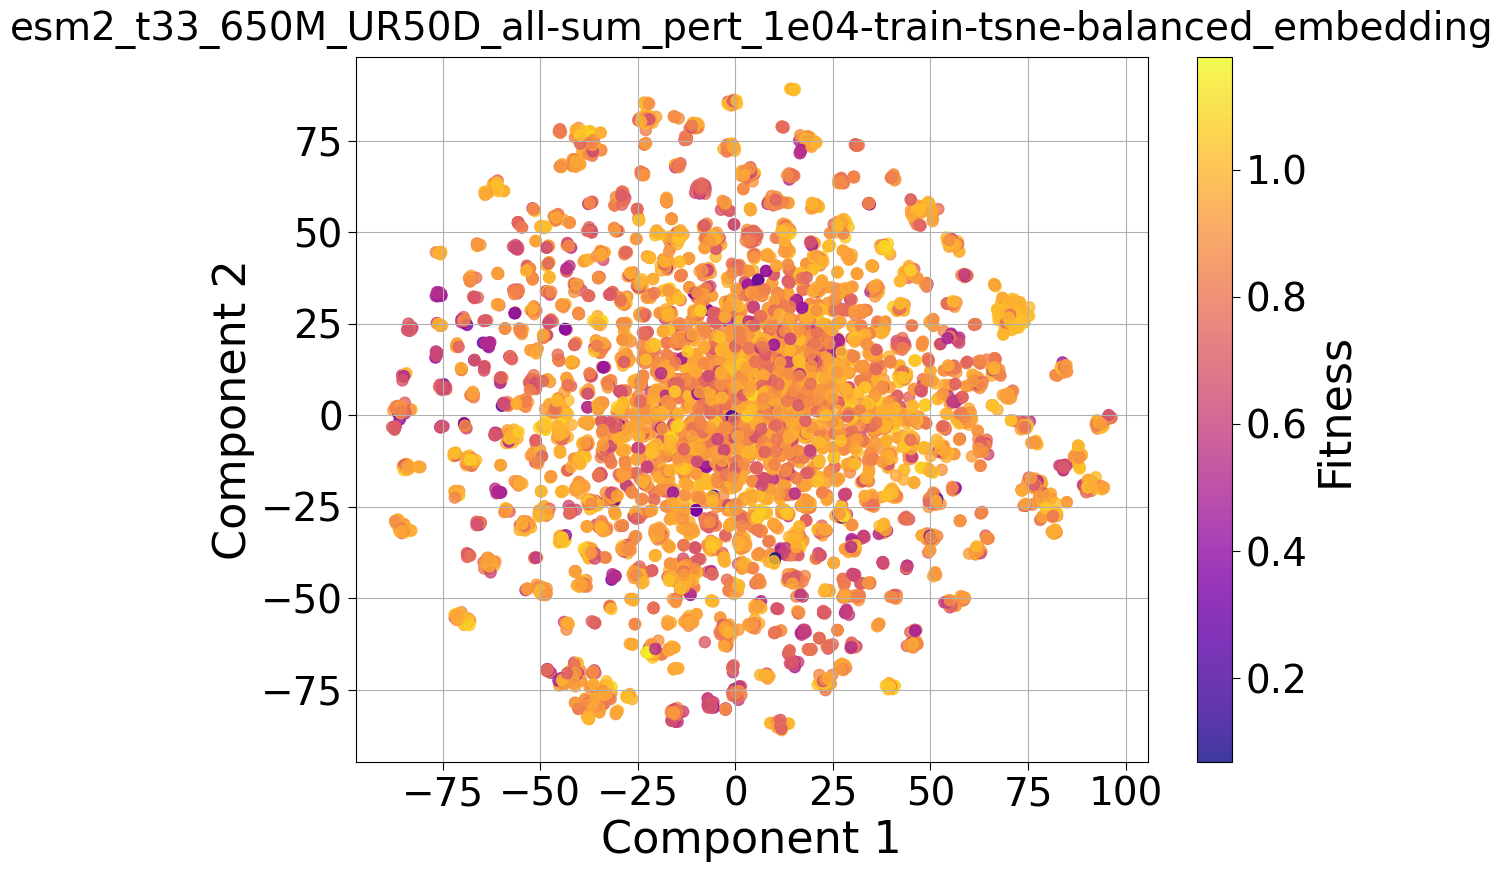 esm2_t33_650M_UR50D_all-sum_pert_1e04-train-tsne-balanced_embedding
75
50
25
0
−25
−50
−75
Component 2
−75 −50 −25 0 25 50 75 100
Component 1
1.0
0.8
0.6
0.4
0.2
Fitness